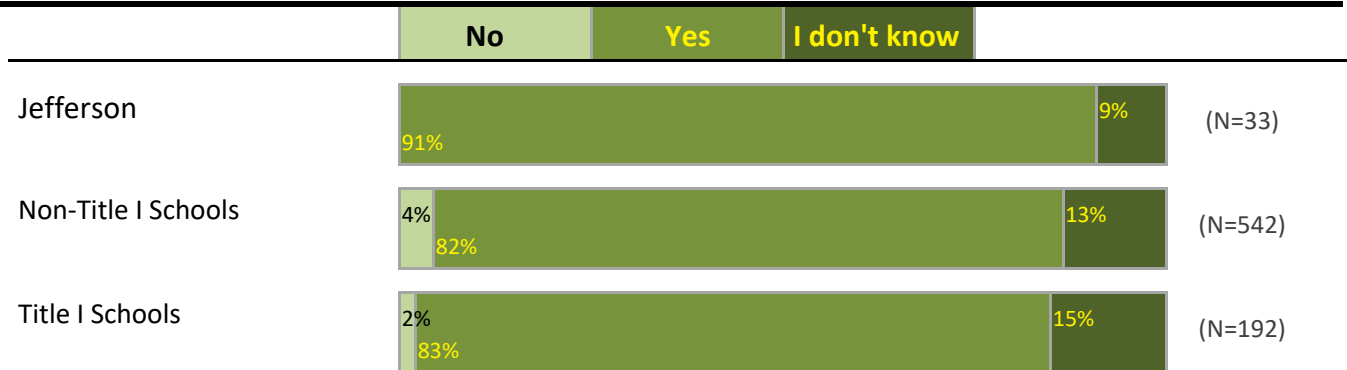 No Yes I don't know
Jefferson 9% (N=33)
91%
Non-Title I Schools 4% 13% (N=542)
82%
Title I Schools 2% 15% (N=192)
83%